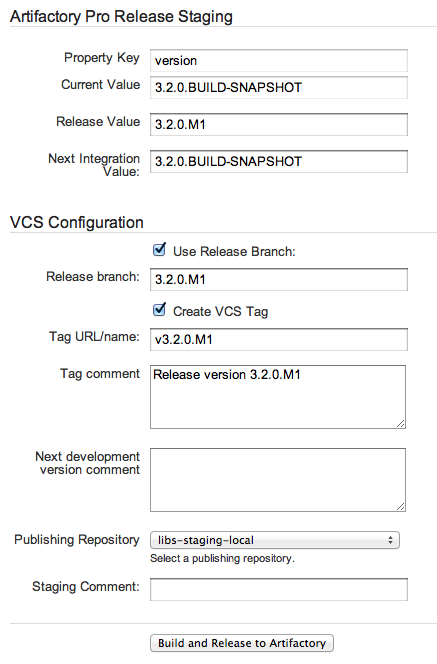 Artifactory Pro Release Staging
Property Key
version
Current Value
3.2.0.BUILD-SNAPSHOT
Release Value
3.2.0.M1
Next Integration
Value:
3.2.0.BUILD-SNAPSHOT
VCS Configuration
Use Release Branch:
Release branch:
3.2.0.M1
Create VCS Tag
Tag URL/name:
v3.2.0.M1
Tag comment
Release version 3.2.0.M1
Next development
version comment
Publishing Repository
libs-staging-local
Select a publishing repository.
Staging Comment:
Build and Release to Artifactory